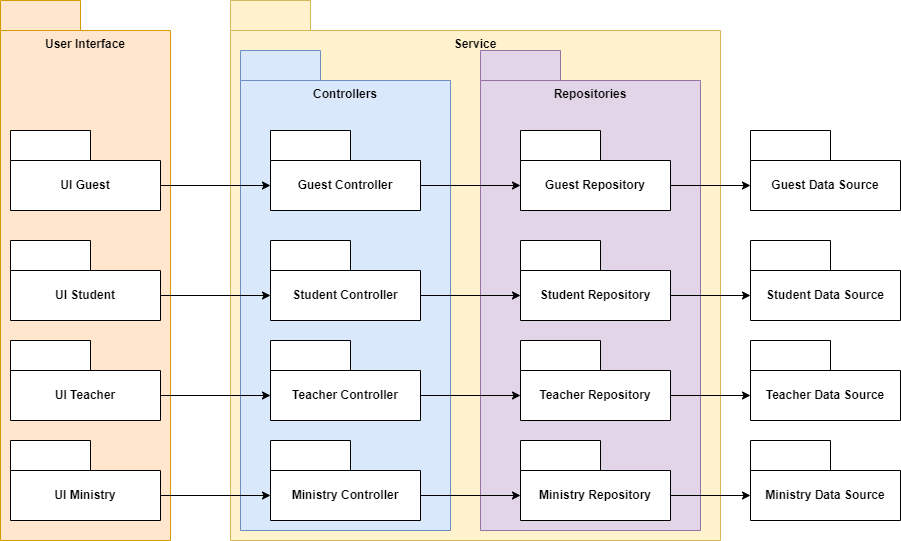 User Interface
Service
Controllers
Repositories
UI Guest
Guest Controller
Guest Repository
Guest Data Source
UI Student
Student Controller
Student Repository
Student Data Source
UI Teacher
Teacher Controller
Teacher Repository
Teacher Data Source
UI Ministry
Ministry Controller
Ministry Repository
Ministry Data Source